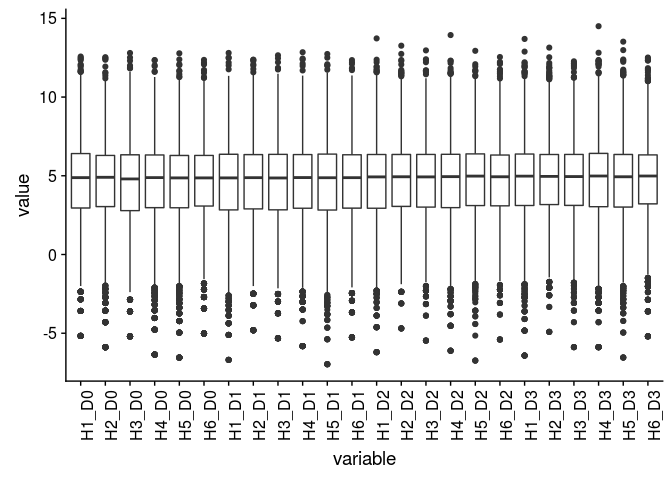 15
10
5
0
-5
value
H1_D0
H2_D0
H3_D0
H4_D0
H5_D0
H6_D0
H1_D1
H2_D1
H3_D1
H4_D1
H5_D1
H6_D1
H1_D2
H2_D2
H3_D2
H4_D2
H5_D2
H6_D2
H1_D3
H2_D3
H3_D3
H4_D3
H5_D3
H6_D3
variable